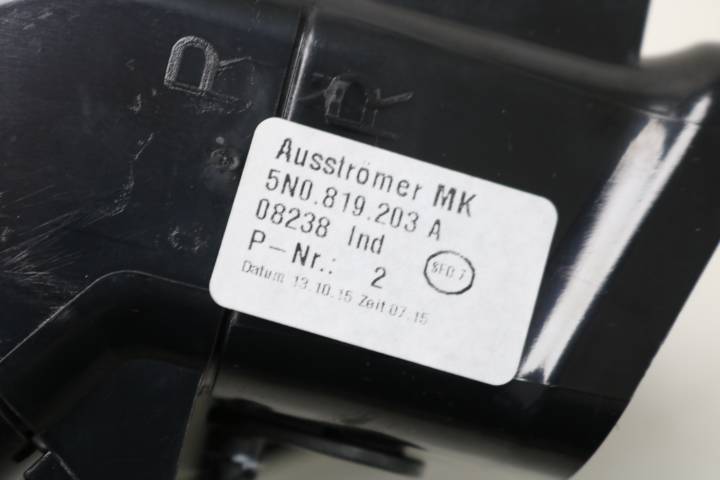 R
R
Ausströmer MK
5N0.819.203 A
08238 Ind
P-Nr.: 2
Datum 13.10.15 Zeit 07.15